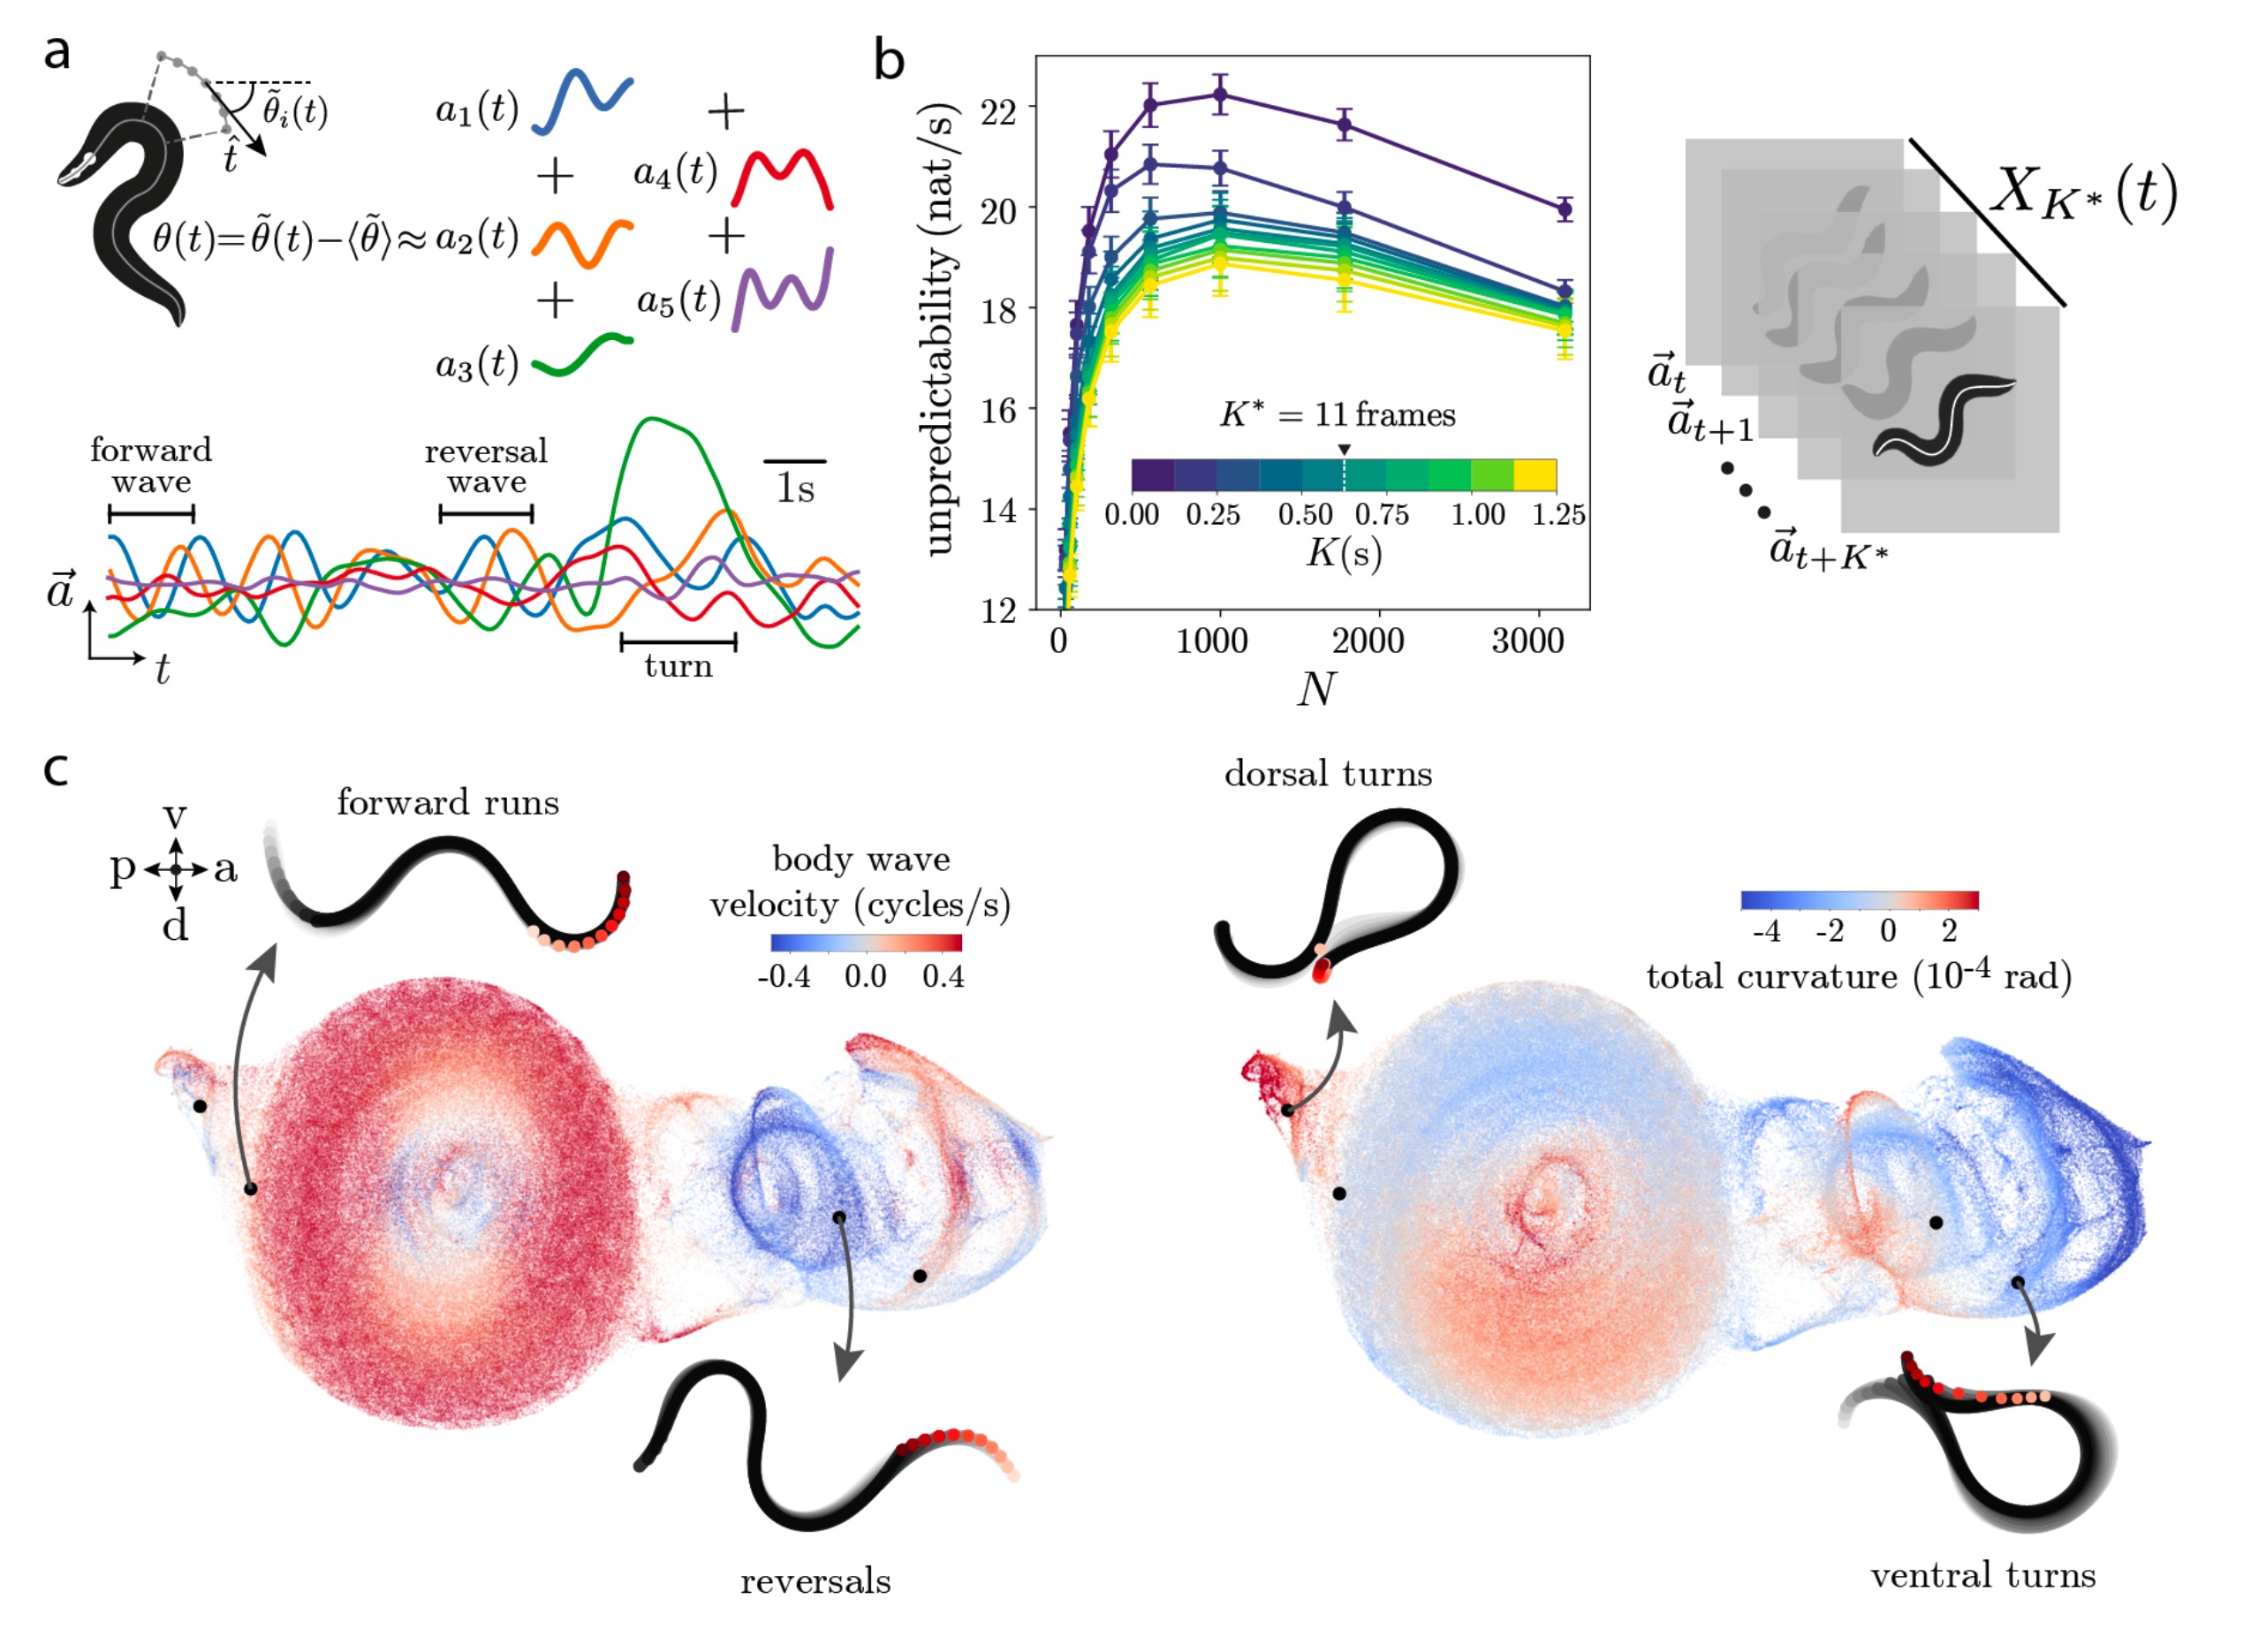 a
θ̃ᵢ(t)
t̂
θ(t)=θ̃(t)−⟨θ̃⟩≈
a₁(t)
+
a₂(t)
+
a₃(t)
+
a₄(t)
+
a₅(t)
forward
wave
reversal
wave
1s
a⃗
t
turn
b
unpredictability (nat/s)
22
20
18
16
14
12
K* = 11 frames
0.00 0.25 0.50 0.75 1.00 1.25
K(s)
0 1000 2000 3000
N
X_{K*}(t)
a⃗_t
a⃗_{t+1}
a⃗_{t+K*}
c
v
p a
d
forward runs
body wave
velocity (cycles/s)
-0.4 0.0 0.4
reversals
dorsal turns
-4 -2 0 2
total curvature (10⁻⁴ rad)
ventral turns